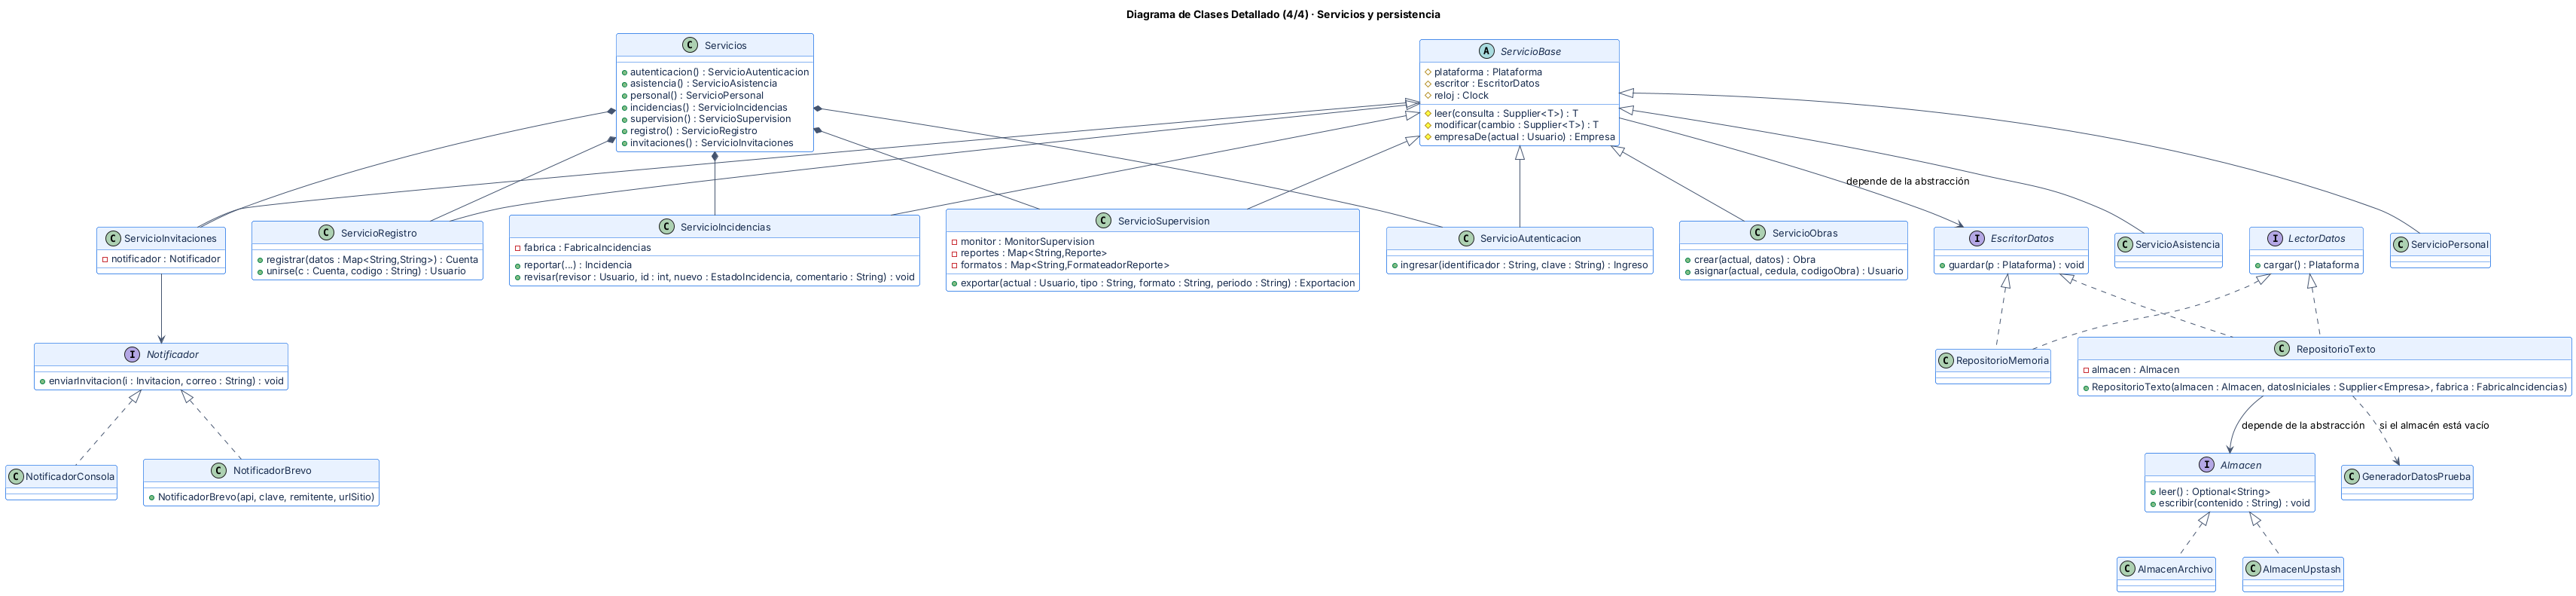 Diagrama de Clases Detallado (4/4) · Servicios y persistencia
C Servicios
autenticacion() : ServicioAutenticacion
asistencia() : ServicioAsistencia
personal() : ServicioPersonal
incidencias() : ServicioIncidencias
supervision() : ServicioSupervision
registro() : ServicioRegistro
invitaciones() : ServicioInvitaciones
A ServicioBase
plataforma : Plataforma
escritor : EscritorDatos
reloj : Clock
leer(consulta : Supplier<T>) : T
modificar(cambio : Supplier<T>) : T
empresaDe(actual : Usuario) : Empresa
depende de la abstracción
C ServicioInvitaciones
notificador : Notificador
C ServicioRegistro
registrar(datos : Map<String,String>) : Cuenta
unirse(c : Cuenta, codigo : String) : Usuario
C ServicioIncidencias
fabrica : FabricaIncidencias
reportar(...) : Incidencia
revisar(revisor : Usuario, id : int, nuevo : EstadoIncidencia, comentario : String) : void
C ServicioSupervision
monitor : MonitorSupervision
reportes : Map<String,Reporte>
formatos : Map<String,FormateadorReporte>
exportar(actual : Usuario, tipo : String, formato : String, periodo : String) : Exportacion
C ServicioAutenticacion
ingresar(identificador : String, clave : String) : Ingreso
C ServicioObras
crear(actual, datos) : Obra
asignar(actual, cedula, codigoObra) : Usuario
I EscritorDatos
guardar(p : Plataforma) : void
C ServicioAsistencia
I LectorDatos
cargar() : Plataforma
C ServicioPersonal
I Notificador
enviarInvitacion(i : Invitacion, correo : String) : void
C RepositorioMemoria
C RepositorioTexto
almacen : Almacen
RepositorioTexto(almacen : Almacen, datosIniciales : Supplier<Empresa>, fabrica : FabricaIncidencias)
depende de la abstracción
si el almacén está vacío
C NotificadorConsola
C NotificadorBrevo
NotificadorBrevo(api, clave, remitente, urlSitio)
I Almacen
leer() : Optional<String>
escribir(contenido : String) : void
C GeneradorDatosPrueba
C AlmacenArchivo
C AlmacenUpstash